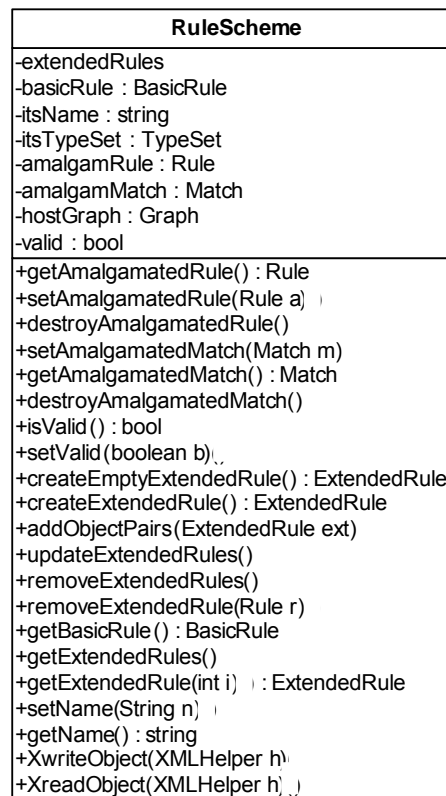 RuleScheme
-extendedRules
-basicRule : BasicRule
-itsName : string
-itsTypeSet : TypeSet
-amalgamRule : Rule
-amalgamMatch : Match
-hostGraph : Graph
-valid : bool
+getAmalgamatedRule() : Rule
+setAmalgamatedRule(Rule a) )
+destroyAmalgamatedRule()
+setAmalgamatedMatch(Match m)
+getAmalgamatedMatch() : Match
+destroyAmalgamatedMatch()
+isValid() : bool
+setValid(boolean b)()
+createEmptyExtendedRule() : ExtendedRule
+createExtendedRule() : ExtendedRule
+addObjectPairs(ExtendedRule ext)
+updateExtendedRules()
+removeExtendedRules()
+removeExtendedRule(Rule r)
+getBasicRule() : BasicRule
+getExtendedRules()
+getExtendedRule(int i) ) : ExtendedRule
+setName(String n) )
+getName() : string
+XwriteObject(XMLHelper h)(
+XreadObject(XMLHelper h) )